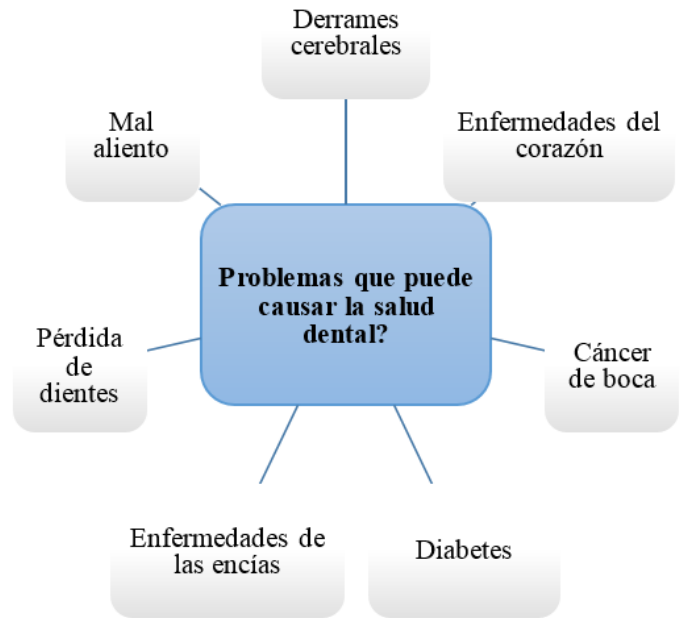 Derrames
cerebrales
Mal
aliento
Enfermedades del
corazón
Problemas que puede
causar la salud
dental?
Pérdida
de
dientes
Cáncer
de boca
Enfermedades de
las encías
Diabetes